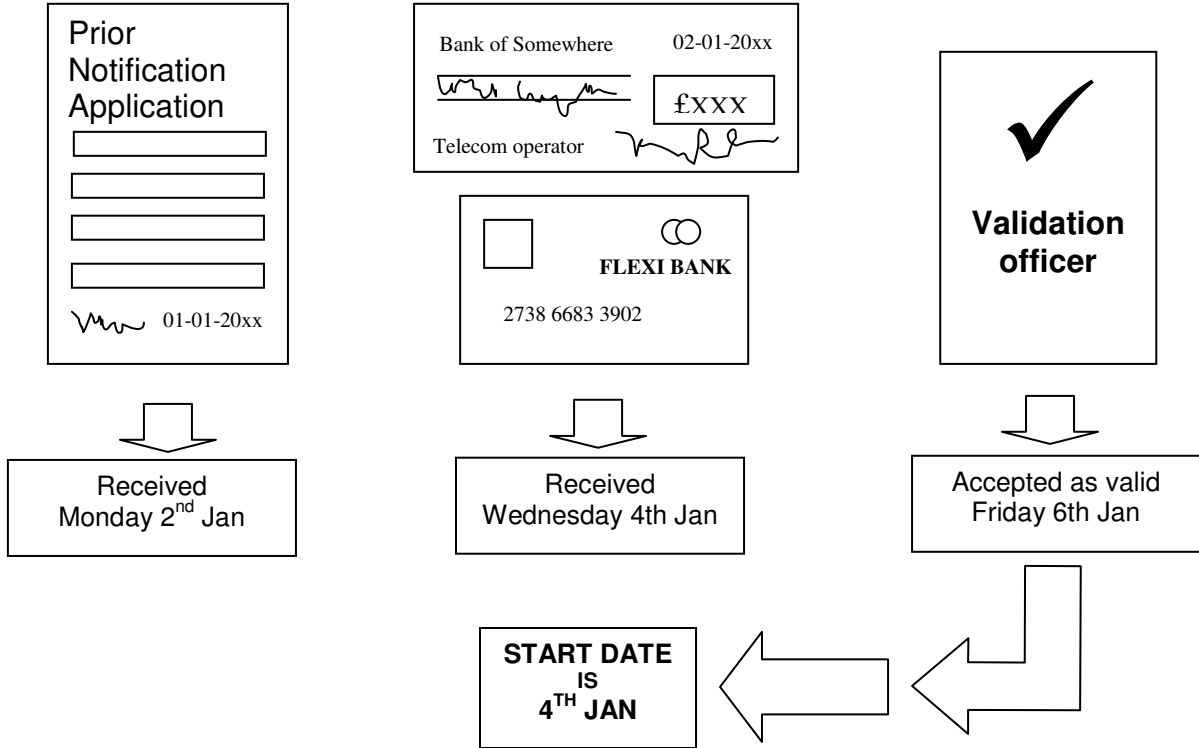 Prior
Notification
Application
01-01-20xx
Received
Monday 2nd Jan
Bank of Somewhere 02-01-20xx
£xxx
Telecom operator
FLEXI BANK
2738 6683 3902
Received
Wednesday 4th Jan
Validation
officer
Accepted as valid
Friday 6th Jan
START DATE
IS
4TH JAN